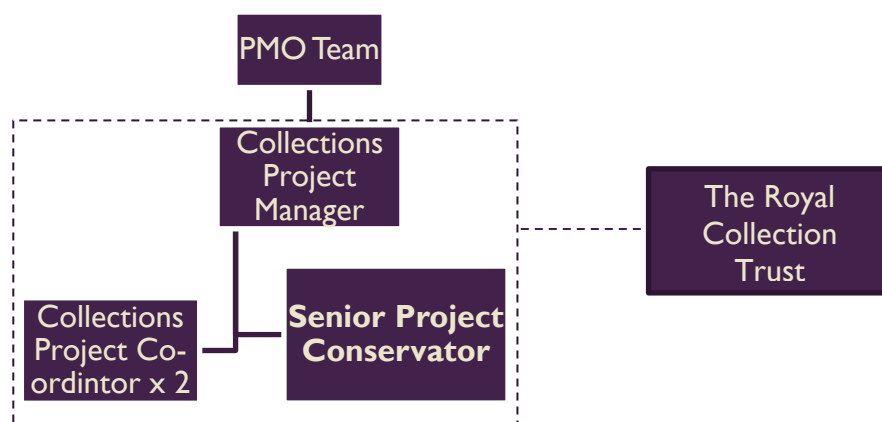 PMO Team
Collections
Project
Manager
The Royal
Collection
Trust
Collections
Project Co-
ordintor x 2
Senior Project
Conservator